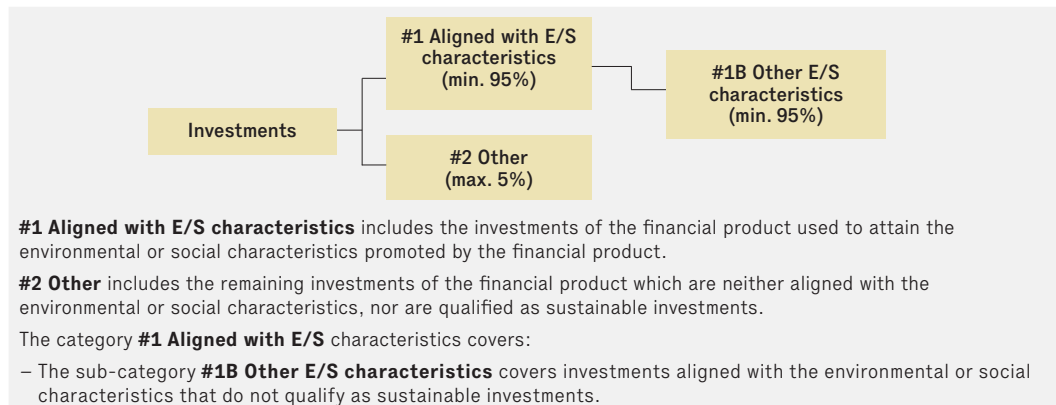 #1 Aligned with E/S
characteristics
(min. 95%)
#1B Other E/S
characteristics
(min. 95%)
Investments
#2 Other
(max. 5%)
#1 Aligned with E/S characteristics includes the investments of the financial product used to attain the
environmental or social characteristics promoted by the financial product.
#2 Other includes the remaining investments of the financial product which are neither aligned with the
environmental or social characteristics, nor are qualified as sustainable investments.
The category #1 Aligned with E/S characteristics covers:
– The sub-category #1B Other E/S characteristics covers investments aligned with the environmental or social
characteristics that do not qualify as sustainable investments.